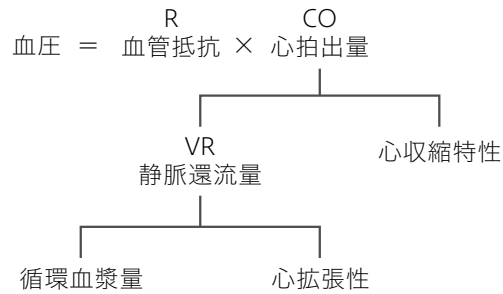 R CO
血圧 ＝ 血管抵抗 × 心拍出量
VR
静脈還流量
心収縮特性
循環血漿量 心拡張性